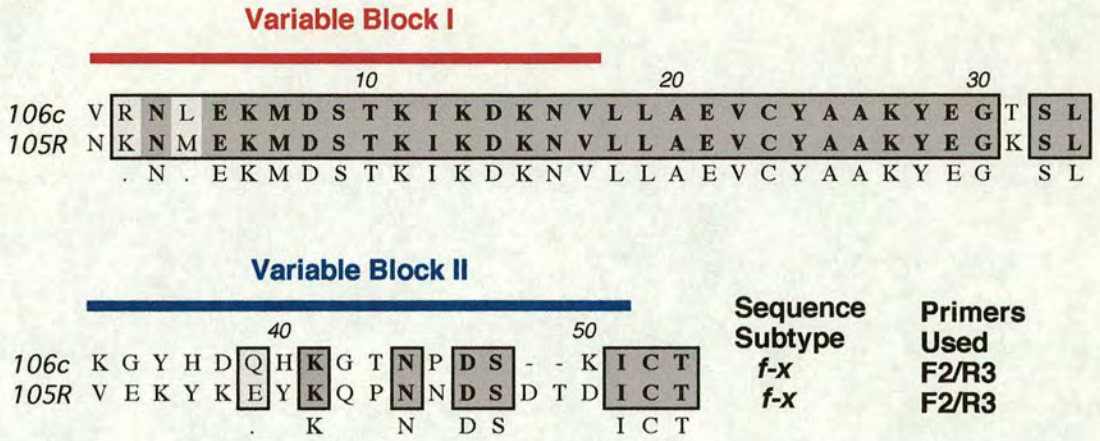 Variable Block I
10 20 30
106c V R N L E K M D S T K I K D K N V L L A E V C Y A A K Y E G T S L
105R N K N M E K M D S T K I K D K N V L L A E V C Y A A K Y E G K S L
. N . E K M D S T K I K D K N V L L A E V C Y A A K Y E G S L
Variable Block II
40 50
106c K G Y H D Q H K G T N P D S - - K I C T
105R V E K Y K E Y K Q P N N D S D T D I C T
. K N D S I C T
Sequence Subtype
f-x
f-x
Primers Used
F2/R3
F2/R3